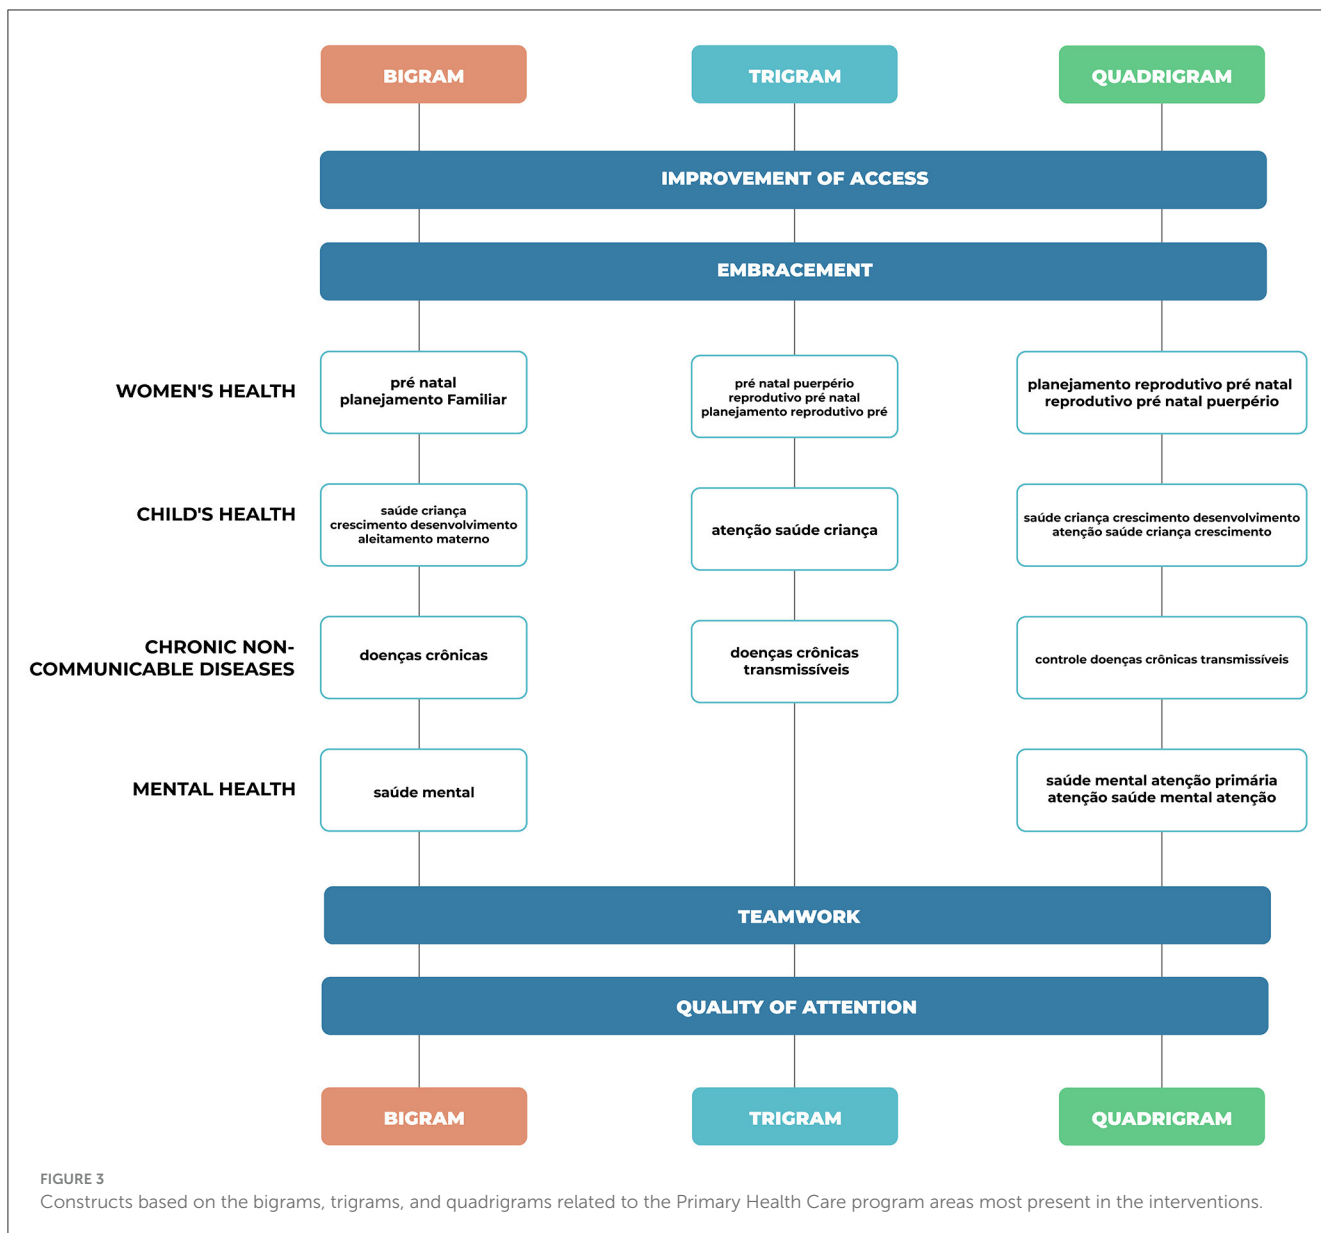 BIGRAM
TRIGRAM
QUADRIGRAM
IMPROVEMENT OF ACCESS
EMBRACEMENT
WOMEN'S HEALTH
pré natal
planejamento Familiar
pré natal puerpério
reprodutivo pré natal
planejamento reprodutivo pré
planejamento reprodutivo pré natal
reprodutivo pré natal puerpério
CHILD'S HEALTH
saúde criança
crescimento desenvolvimento
aleitamento materno
atenção saúde criança
saúde criança crescimento desenvolvimento
atenção saúde criança crescimento
CHRONIC NON-
COMMUNICABLE DISEASES
doenças crônicas
doenças crônicas
transmissíveis
controle doenças crônicas transmissíveis
MENTAL HEALTH
saúde mental
saúde mental atenção primária
atenção saúde mental atenção
TEAMWORK
QUALITY OF ATTENTION
BIGRAM
TRIGRAM
QUADRIGRAM
FIGURE 3
Constructs based on the bigrams, trigrams, and quadrigrams related to the Primary Health Care program areas most present in the interventions.